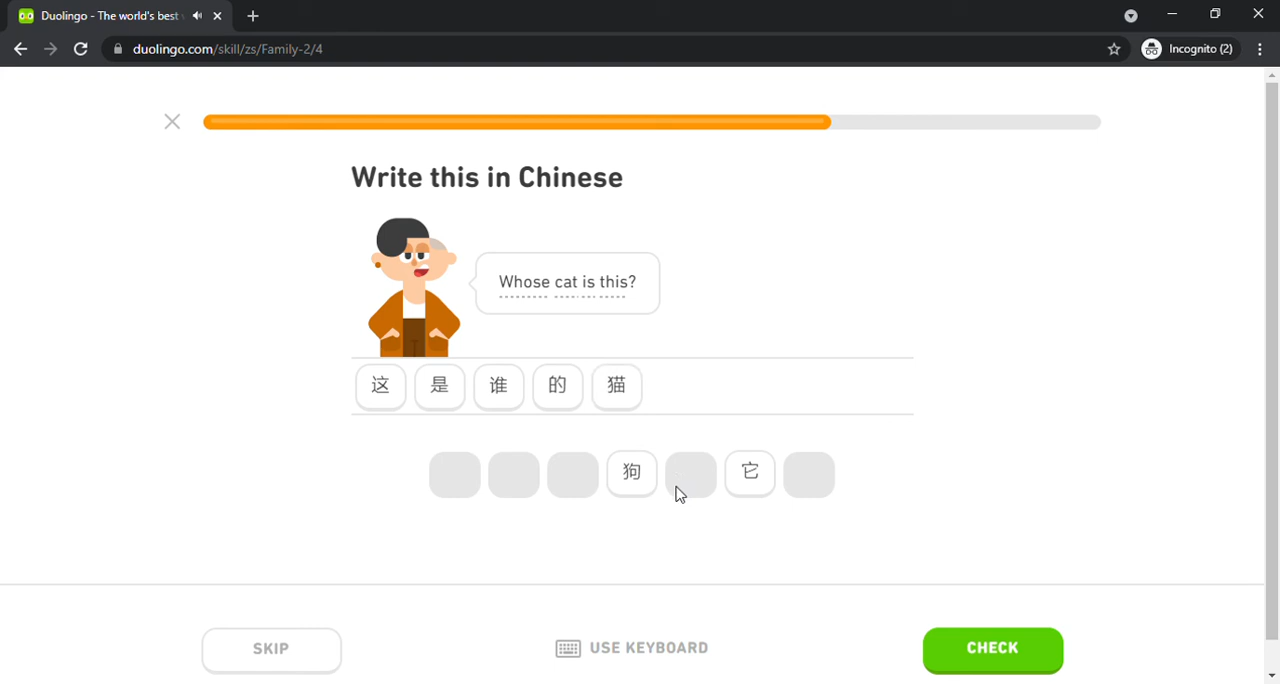 Duolingo - The world's best
duolingo.com/skill/zs/Family-2/4
Incognito (2)
Write this in Chinese
Whose cat is this?
这 是 谁 的 猫
狗 它
SKIP
USE KEYBOARD
CHECK